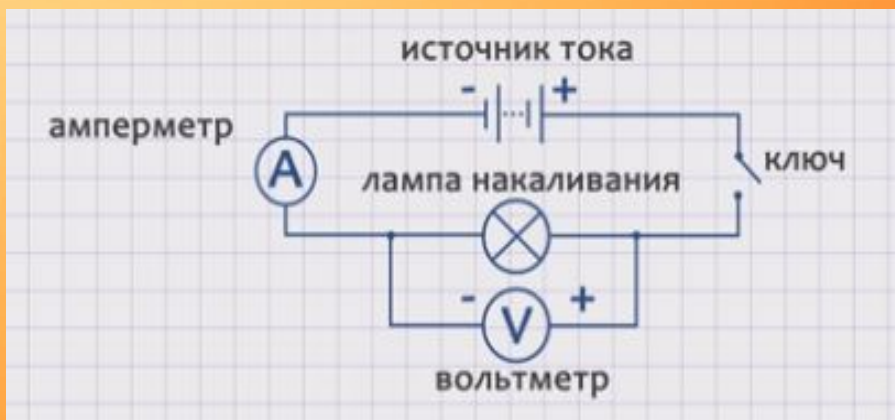 источник тока
- +
амперметр
ключ
A
лампа накаливания
- +
V
вольтметр